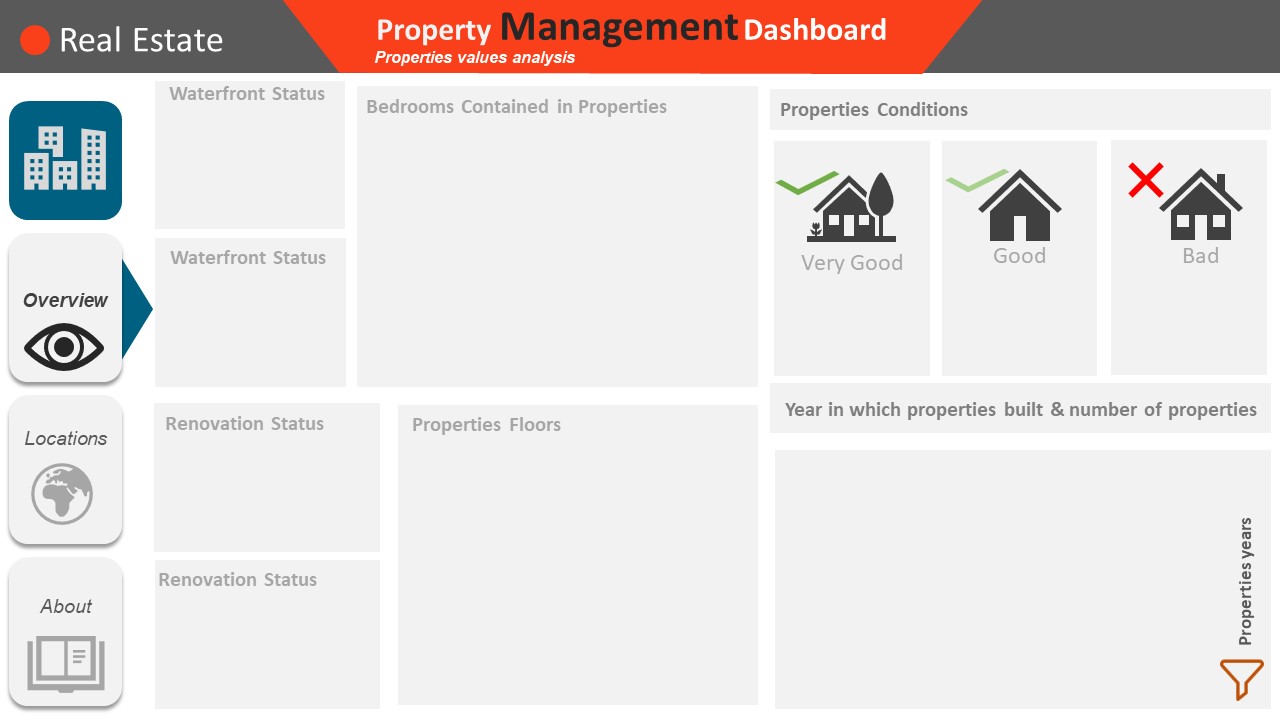 Real Estate
Property Management Dashboard
Properties values analysis
Waterfront Status
Bedrooms Contained in Properties
Properties Conditions
Very Good
Good
Bad
Waterfront Status
Overview
Year in which properties built & number of properties
Renovation Status
Properties Floors
Locations
Renovation Status
Properties years
About